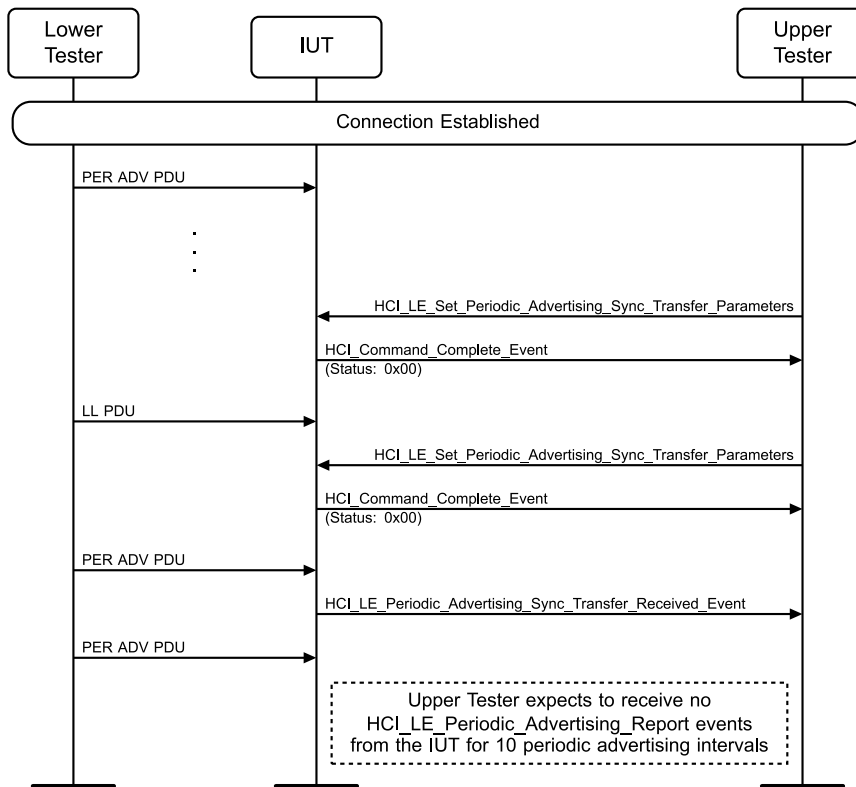 Lower
Tester
IUT
Upper
Tester
Connection Established
PER ADV PDU
.
.
.
HCI_LE_Set_Periodic_Advertising_Sync_Transfer_Parameters
HCI_Command_Complete_Event
(Status: 0x00)
LL PDU
HCI_LE_Set_Periodic_Advertising_Sync_Transfer_Parameters
HCI_Command_Complete_Event
(Status: 0x00)
PER ADV PDU
HCI_LE_Periodic_Advertising_Sync_Transfer_Received_Event
PER ADV PDU
Upper Tester expects to receive no
HCI_LE_Periodic_Advertising_Report events
from the IUT for 10 periodic advertising intervals